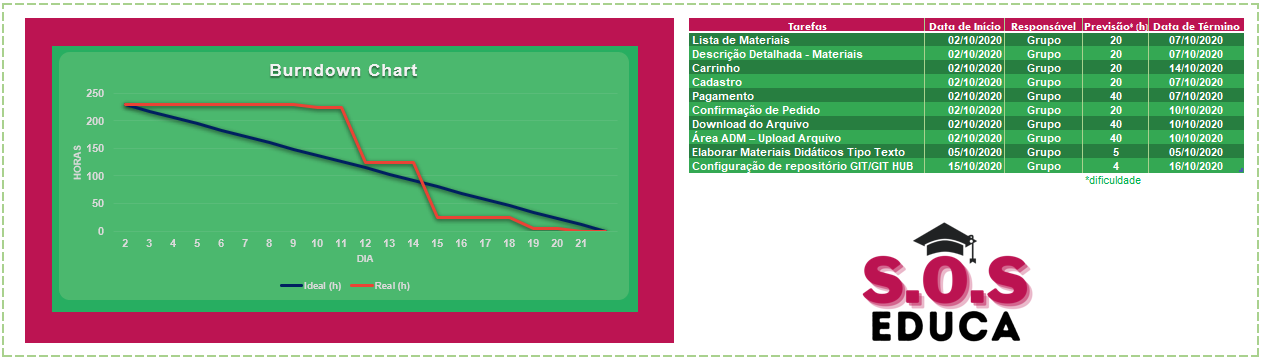 Burndown Chart
250
200
150
100
50
0
HORAS
2 3 4 5 6 7 8 9 10 11 12 13 14 15 16 17 18 19 20 21
DIA
Ideal (h) Real (h)
Tarefas Data de Inicio Responsável Previsão* (h) Data de Término
Lista de Materiais 02/10/2020 Grupo 20 07/10/2020
Descrição Detalhada - Materiais 02/10/2020 Grupo 20 07/10/2020
Carrinho 02/10/2020 Grupo 20 14/10/2020
Cadastro 02/10/2020 Grupo 20 07/10/2020
Pagamento 02/10/2020 Grupo 40 07/10/2020
Confirmação de Pedido 02/10/2020 Grupo 20 10/10/2020
Download do Arquivo 02/10/2020 Grupo 40 10/10/2020
Área ADM – Upload Arquivo 02/10/2020 Grupo 40 10/10/2020
Elaborar Materiais Didáticos Tipo Texto 05/10/2020 Grupo 5 05/10/2020
Configuração de repositório GIT/GIT HUB 15/10/2020 Grupo 4 16/10/2020
*dificuldade
S.O.S
EDUCA